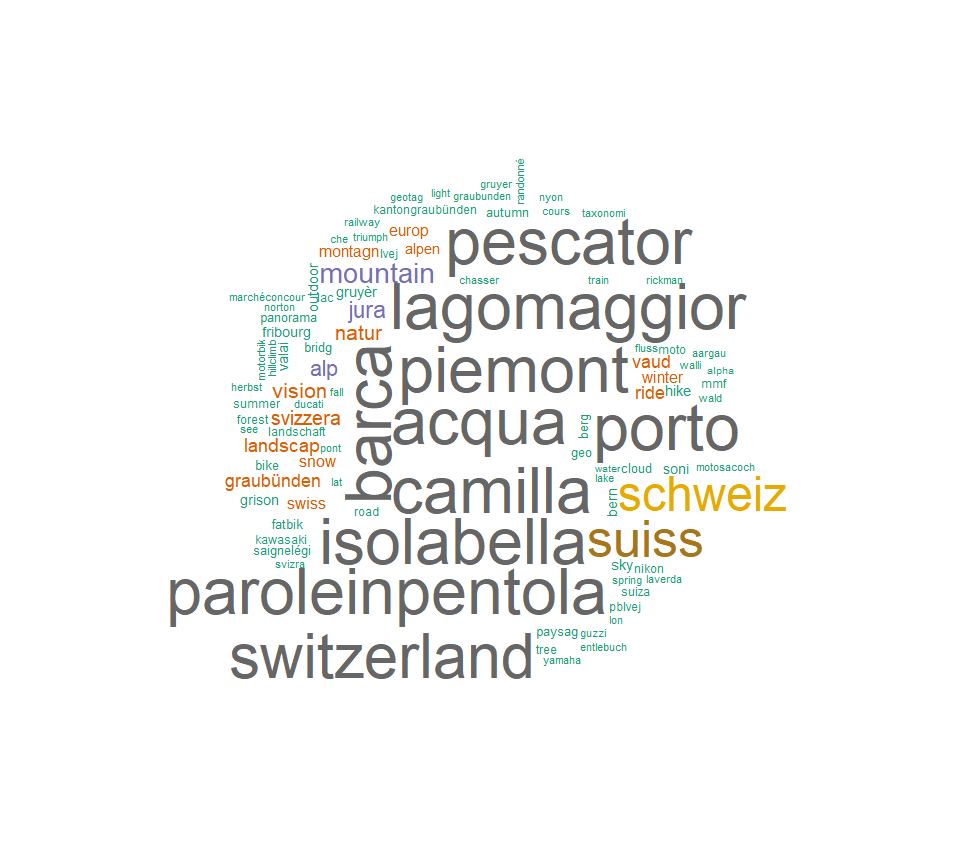 randonné
gruyer
geotag
light
graubunden
nyon
kantongraubünden
autumn
cours
taxonomi
railway
europ
pescator
che
triumph
montagn
lvej
alpen
mountain
chasser
train
rickman
outdoor
lac
gruyèr
marchéconcour
norton
jura
lagomaggior
panorama
fribourg
natur
motorbik
hillclimb
valai
bridg
barca
piemont
fluss
moto
aargau
alp
vaud
walli
alpha
winter
herbst
vision
fall
ride
hike
mmf
wald
summer
ducati
acqua
porto
forest
svizzera
berg
see
landschaft
landscap
pont
geo
snow
bike
water
cloud
soni
motosacoch
graubünden
lat
camilla
lake
schweiz
grison
swiss
road
bern
fatbik
isolabella
suiss
kawasaki
saignelégi
svizra
sky
nikon
paroleinpentola
spring
laverda
suiza
pblvej
lon
switzerland
paysag
guzzi
tree
entlebuch
yamaha